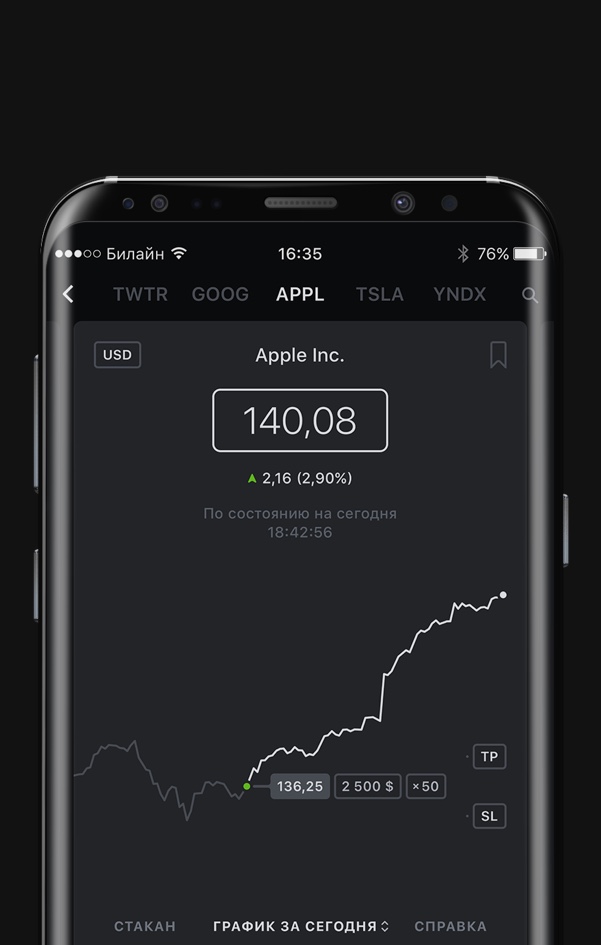 Билайн 16:35 76%
TWTR GOOG APPL TSLA YNDX
USD Apple Inc.
140,08
2,16 (2,90%)
По состоянию на сегодня
18:42:56
TP
136,25 2 500 $ ×50
SL
СТАКАН ГРАФИК ЗА СЕГОДНЯ СПРАВКА